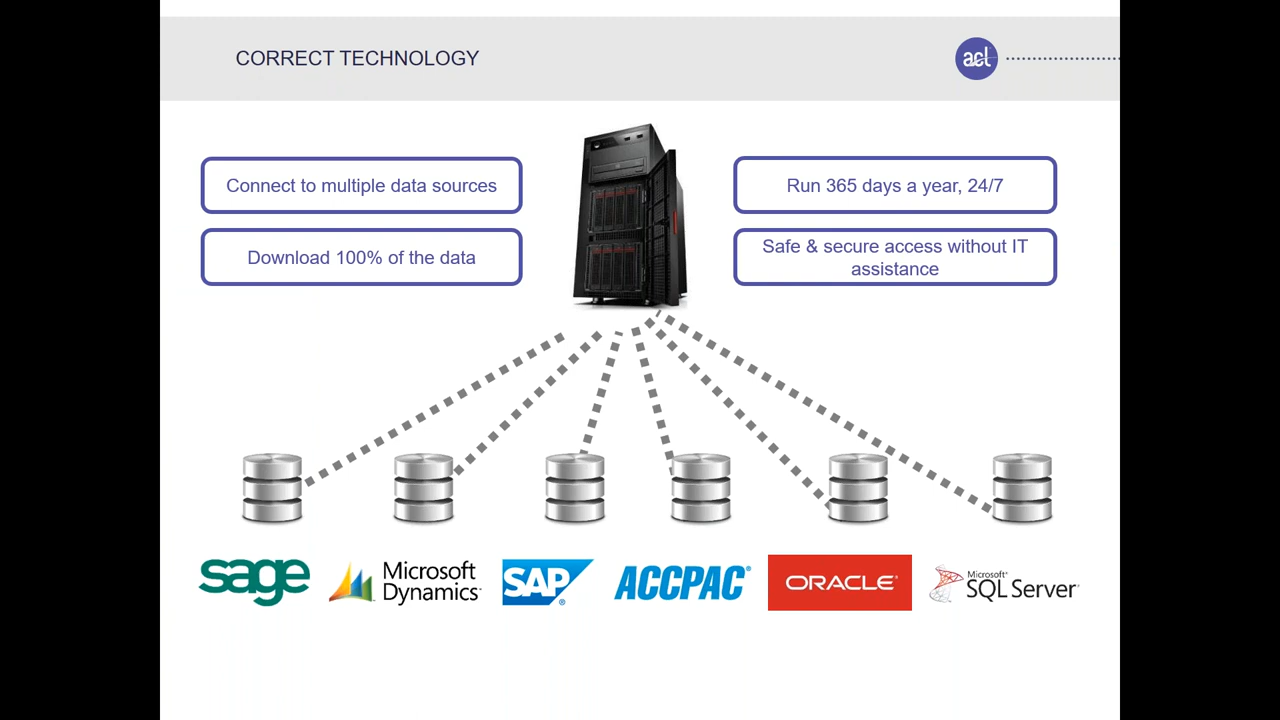 CORRECT TECHNOLOGY
acl
Connect to multiple data sources
Run 365 days a year, 24/7
Download 100% of the data
Safe & secure access without IT
assistance
sage
Microsoft
Dynamics
SAP®
ACCPAC®
ORACLE®
Microsoft®
SQL Server®